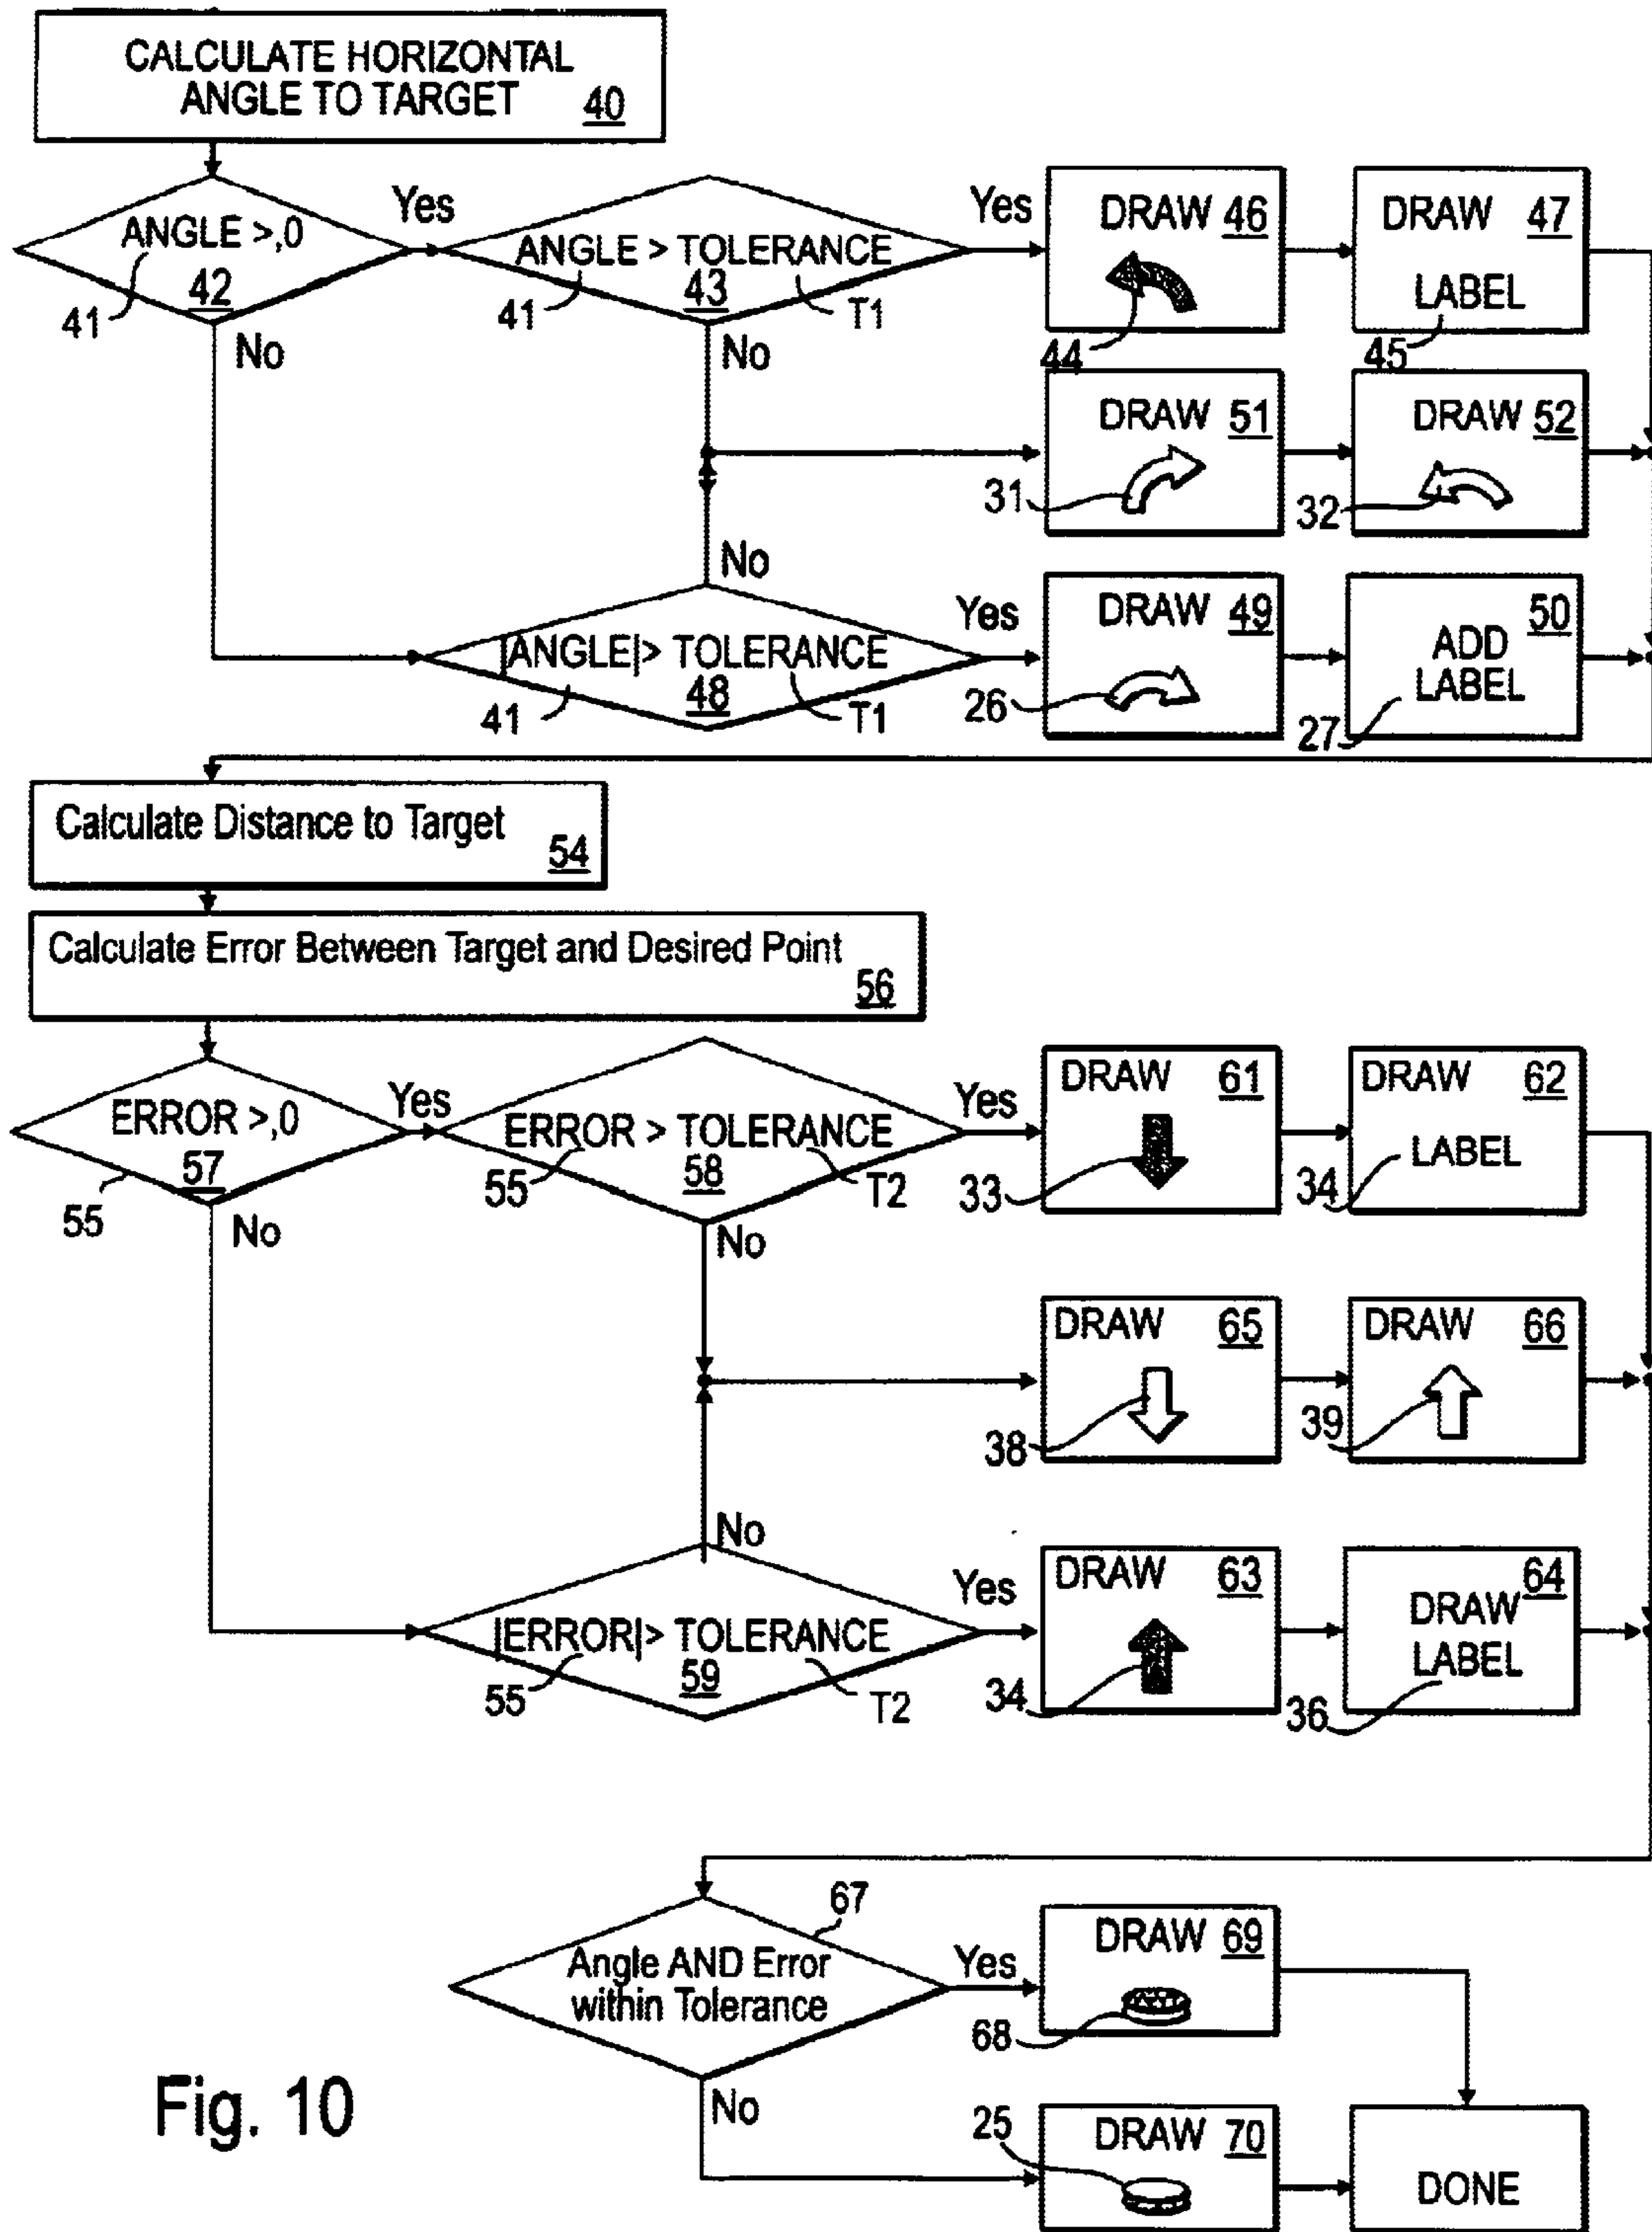 CALCULATE HORIZONTAL
ANGLE TO TARGET 40
ANGLE >,0
42
41
Yes
No
ANGLE > TOLERANCE
43
41
T1
Yes
No
DRAW 46
44
DRAW 47
LABEL
45
DRAW 51
31
DRAW 52
32
No
|ANGLE|> TOLERANCE
48
41
T1
Yes
DRAW 49
26
50
ADD
LABEL
27
Calculate Distance to Target
54
Calculate Error Between Target and Desired Point
56
ERROR >,0
57
55
Yes
No
ERROR > TOLERANCE
58
55
T2
Yes
No
DRAW 61
33
DRAW 62
LABEL
34
DRAW 65
38
DRAW 66
39
No
|ERROR|> TOLERANCE
59
55
T2
Yes
DRAW 63
34
64
DRAW
LABEL
36
67
Angle AND Error
within Tolerance
Yes
No
DRAW 69
68
DRAW 70
25
DONE
Fig. 10